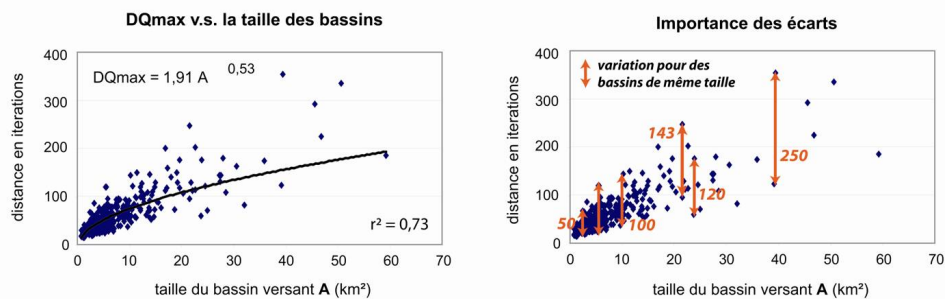 DQmax v.s. la taille des bassins
400
300
200
100
0
distance en iterations
DQmax = 1,91 A 0,53
r² = 0,73
0 10 20 30 40 50 60 70
taille du bassin versant A (km²)
Importance des écarts
400
300
200
100
0
distance en iterations
variation pour des
bassins de même taille
143
250
120
50
100
0 10 20 30 40 50 60 70
taille du bassin versant A (km²)